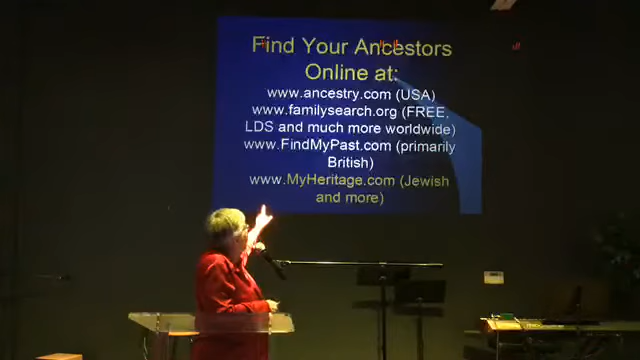 Find Your Ancestors
Online at:
www.ancestry.com (USA)
www.familysearch.org (FREE,
LDS and much more worldwide)
www.FindMyPast.com (primarily
British)
www.MyHeritage.com (Jewish
and more)